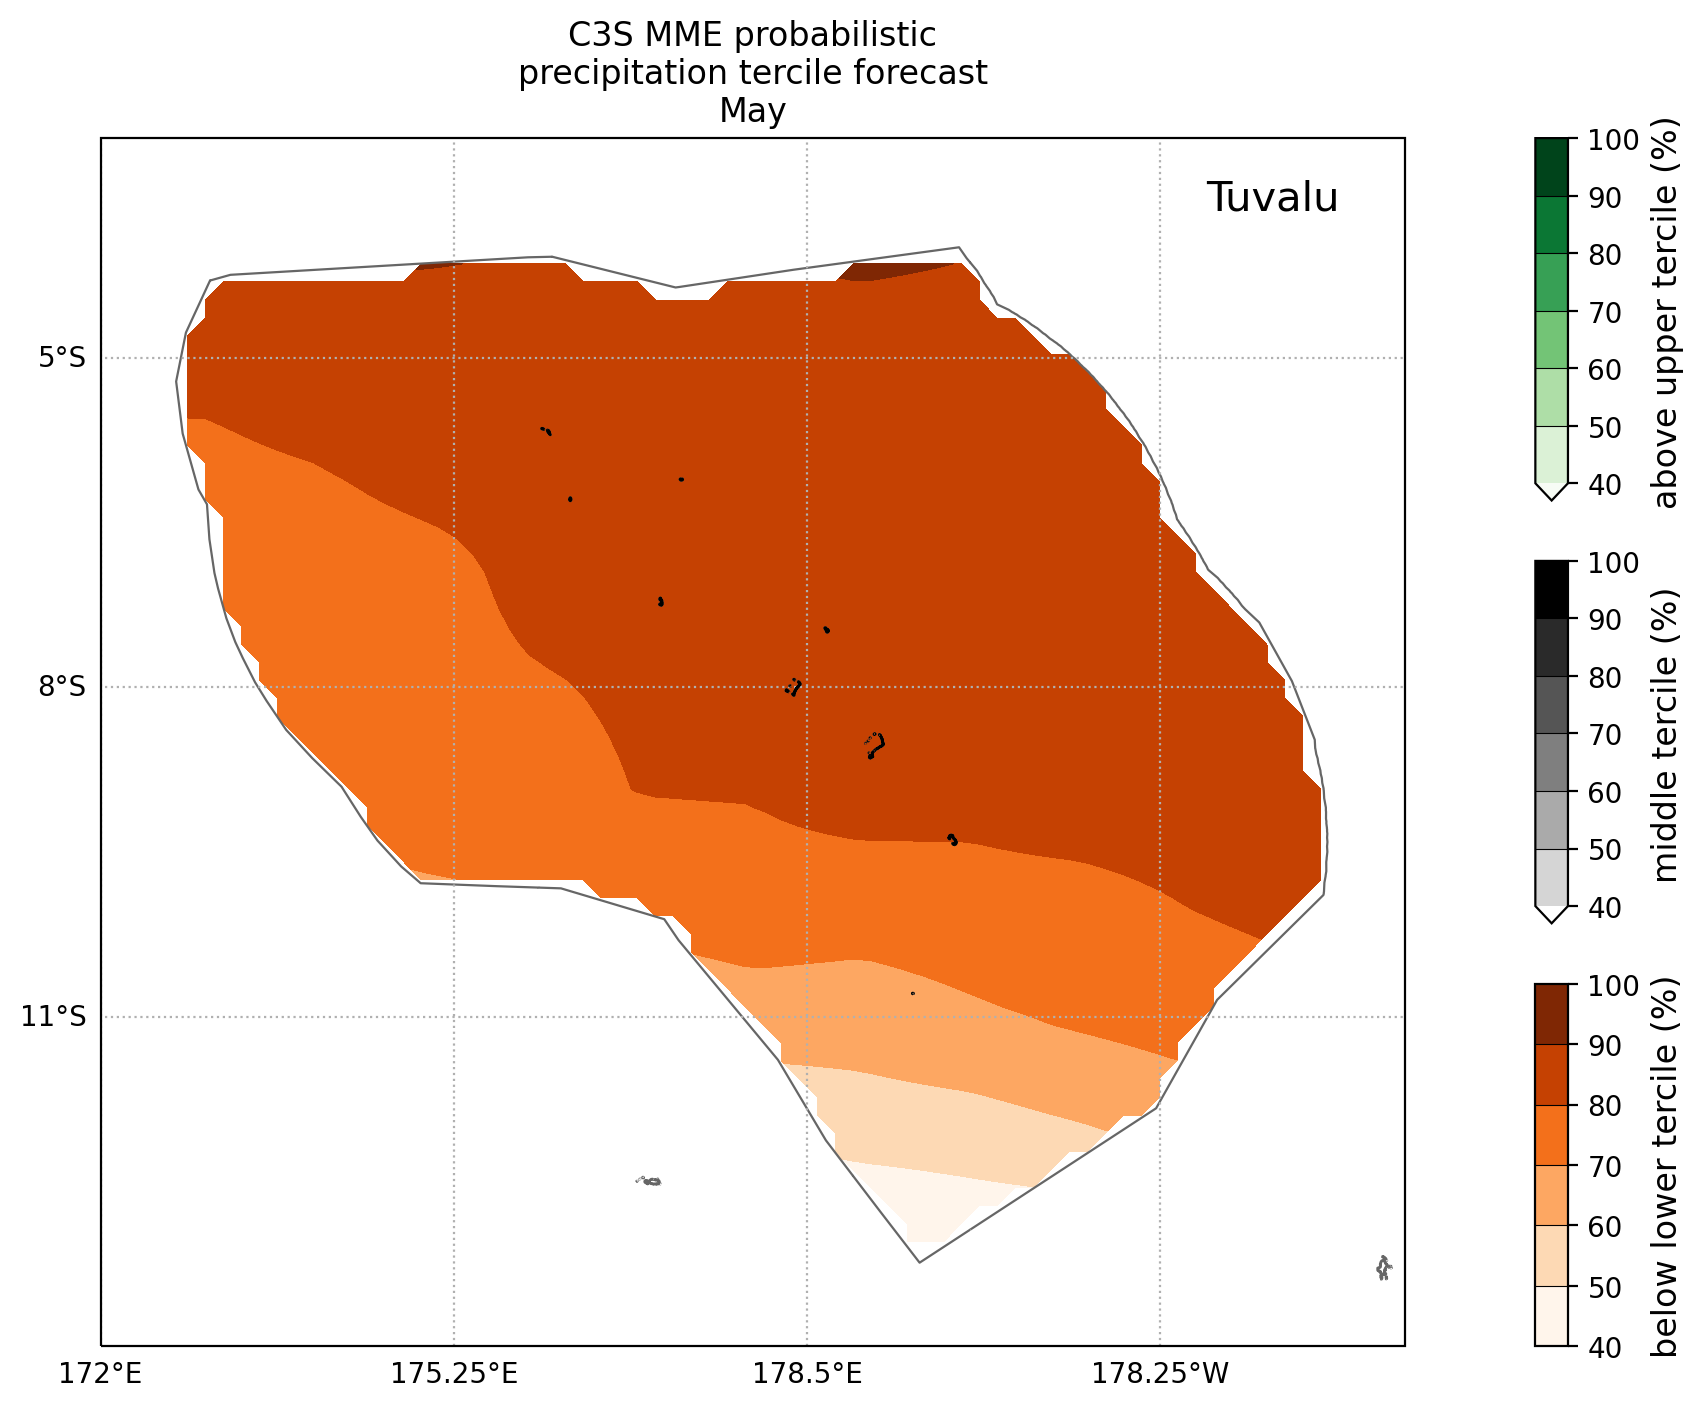 C3S MME probabilistic
precipitation tercile forecast
May
Tuvalu
5°S
8°S
11°S
172°E
175.25°E
178.5°E
178.25°W
100
90
80
70
60
50
40
above upper tercile (%)
100
90
80
70
60
50
40
middle tercile (%)
100
90
80
70
60
50
40
below lower tercile (%)